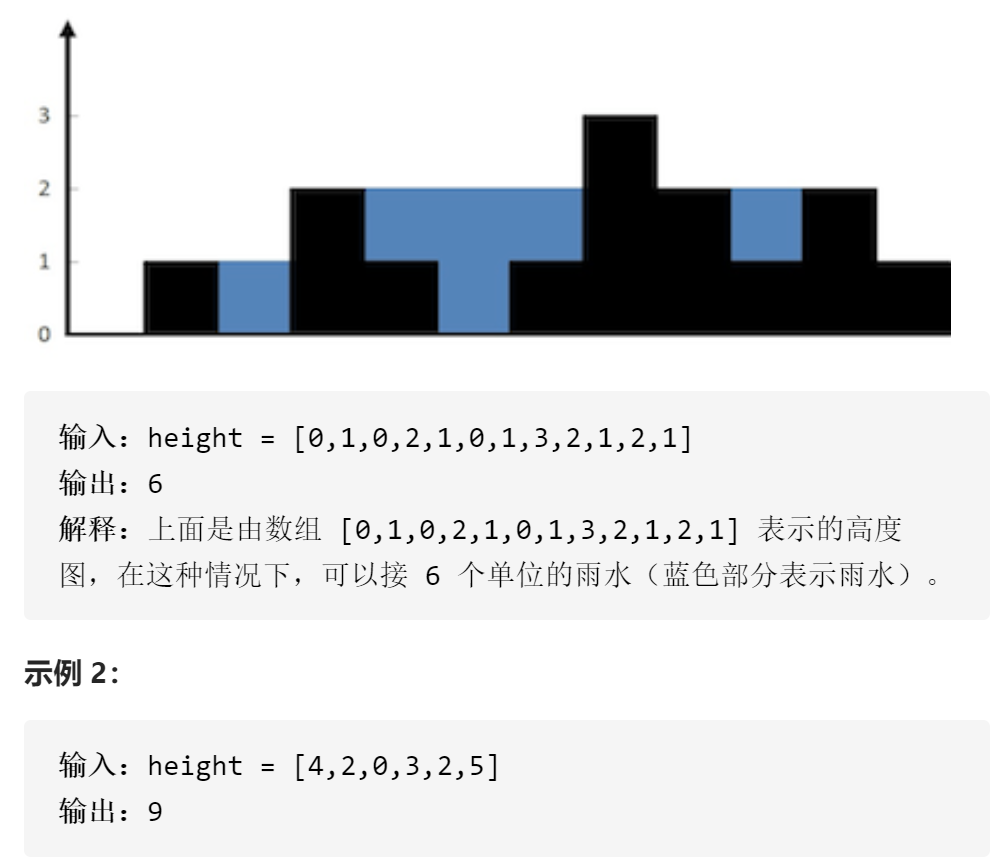 3
2
1
0
输入：height = [0,1,0,2,1,0,1,3,2,1,2,1]
输出：6
解释：上面是由数组 [0,1,0,2,1,0,1,3,2,1,2,1] 表示的高度
图，在这种情况下，可以接 6 个单位的雨水（蓝色部分表示雨水）。
示例 2：
输入：height = [4,2,0,3,2,5]
输出：9